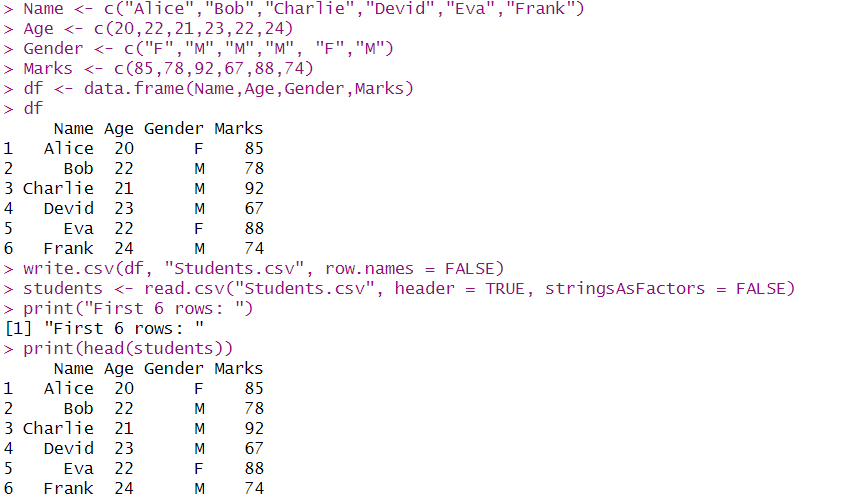 > Name <- c("Alice","Bob","Charlie","Devid","Eva","Frank")
> Age <- c(20,22,21,23,22,24)
> Gender <- c("F","M","M","M", "F","M")
> Marks <- c(85,78,92,67,88,74)
> df <- data.frame(Name,Age,Gender,Marks)
> df
     Name Age Gender Marks
1   Alice  20      F    85
2     Bob  22      M    78
3 Charlie  21      M    92
4   Devid  23      M    67
5     Eva  22      F    88
6   Frank  24      M    74
> write.csv(df, "Students.csv", row.names = FALSE)
> students <- read.csv("Students.csv", header = TRUE, stringsAsFactors = FALSE)
> print("First 6 rows: ")
[1] "First 6 rows: "
> print(head(students))
     Name Age Gender Marks
1   Alice  20      F    85
2     Bob  22      M    78
3 Charlie  21      M    92
4   Devid  23      M    67
5     Eva  22      F    88
6   Frank  24      M    74